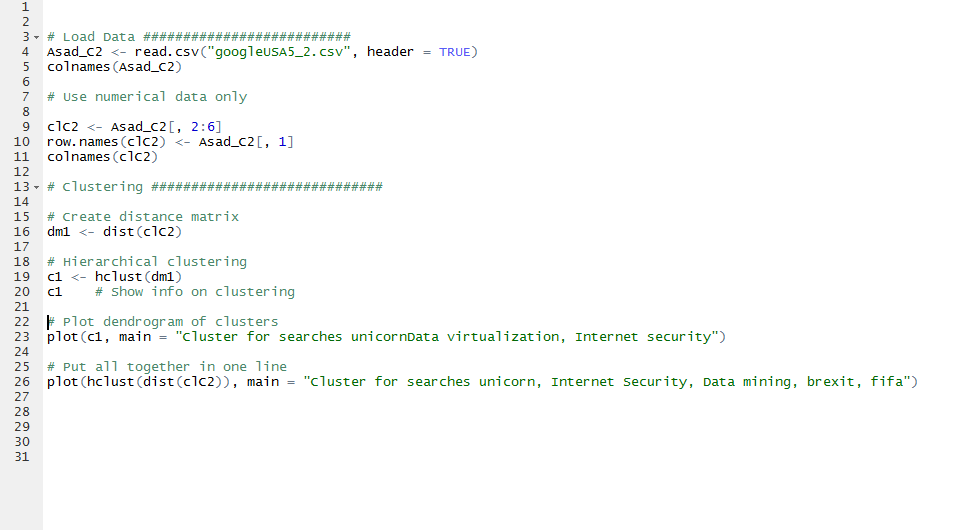 1
2
3 # Load Data ##########################
4 Asad_C2 <- read.csv("googleUSA5_2.csv", header = TRUE)
5 colnames(Asad_C2)
6
7 # Use numerical data only
8
9 clC2 <- Asad_C2[, 2:6]
10 row.names(clC2) <- Asad_C2[, 1]
11 colnames(clC2)
12
13 # Clustering #############################
14
15 # Create distance matrix
16 dm1 <- dist(clC2)
17
18 # Hierarchical clustering
19 c1 <- hclust(dm1)
20 c1    # Show info on clustering
21
22 # Plot dendrogram of clusters
23 plot(c1, main = "Cluster for searches unicornData virtualization, Internet security")
24
25 # Put all together in one line
26 plot(hclust(dist(clC2)), main = "Cluster for searches unicorn, Internet Security, Data mining, brexit, fifa")
27
28
29
30
31